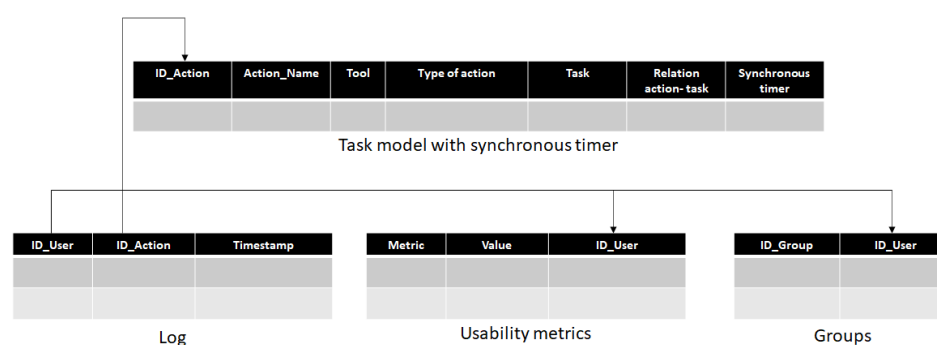 ID_Action Action_Name Tool Type of action Task Relation action- task Synchronous timer
Task model with synchronous timer
ID_User ID_Action Timestamp
Log
Metric Value ID_User
Usability metrics
ID_Group ID_User
Groups